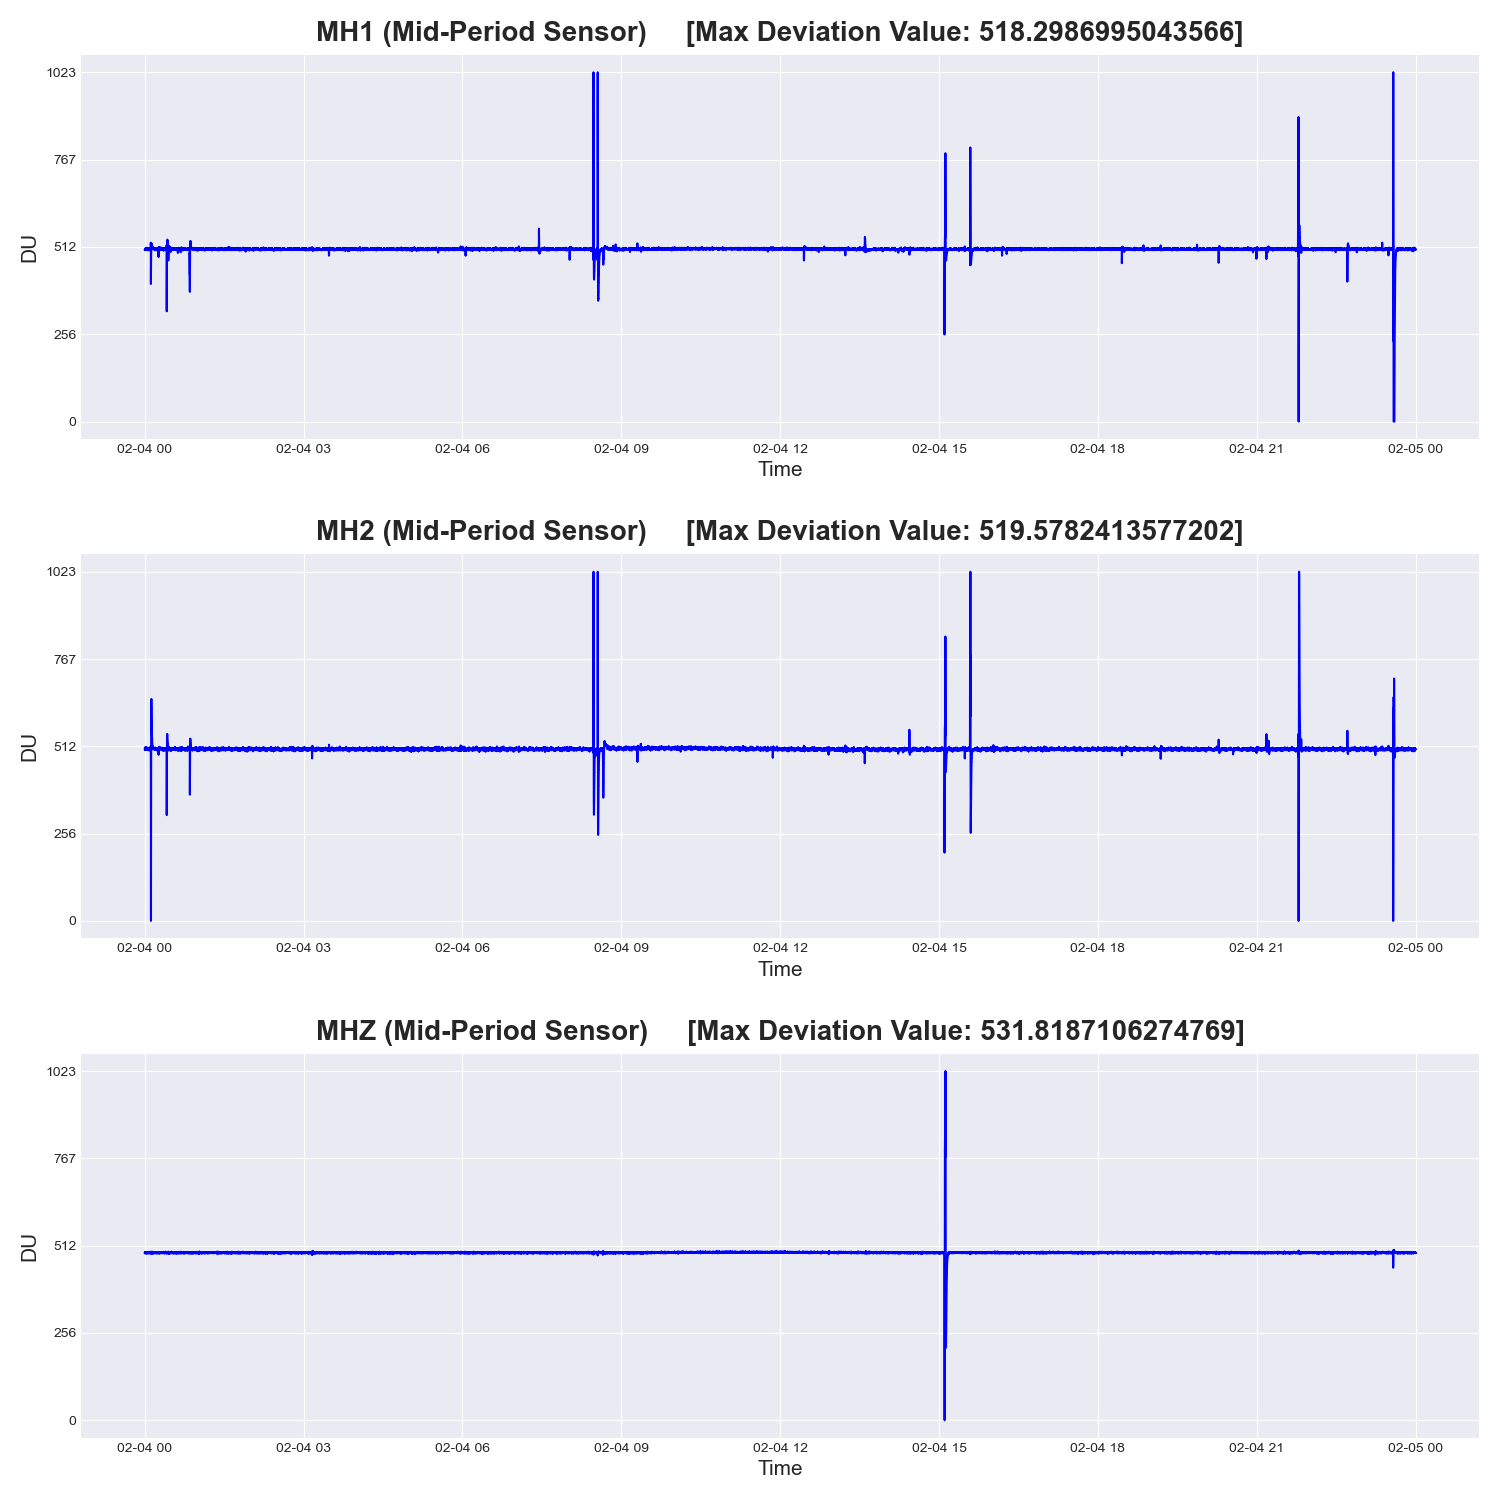 MH1 (Mid-Period Sensor) [Max Deviation Value: 518.2986995043566]
1023
767
512
256
0
DU
02-04 00 02-04 03 02-04 06 02-04 09 02-04 12 02-04 15 02-04 18 02-04 21 02-05 00
Time
MH2 (Mid-Period Sensor) [Max Deviation Value: 519.5782413577202]
1023
767
512
256
0
DU
02-04 00 02-04 03 02-04 06 02-04 09 02-04 12 02-04 15 02-04 18 02-04 21 02-05 00
Time
MHZ (Mid-Period Sensor) [Max Deviation Value: 531.8187106274769]
1023
767
512
256
0
DU
02-04 00 02-04 03 02-04 06 02-04 09 02-04 12 02-04 15 02-04 18 02-04 21 02-05 00
Time